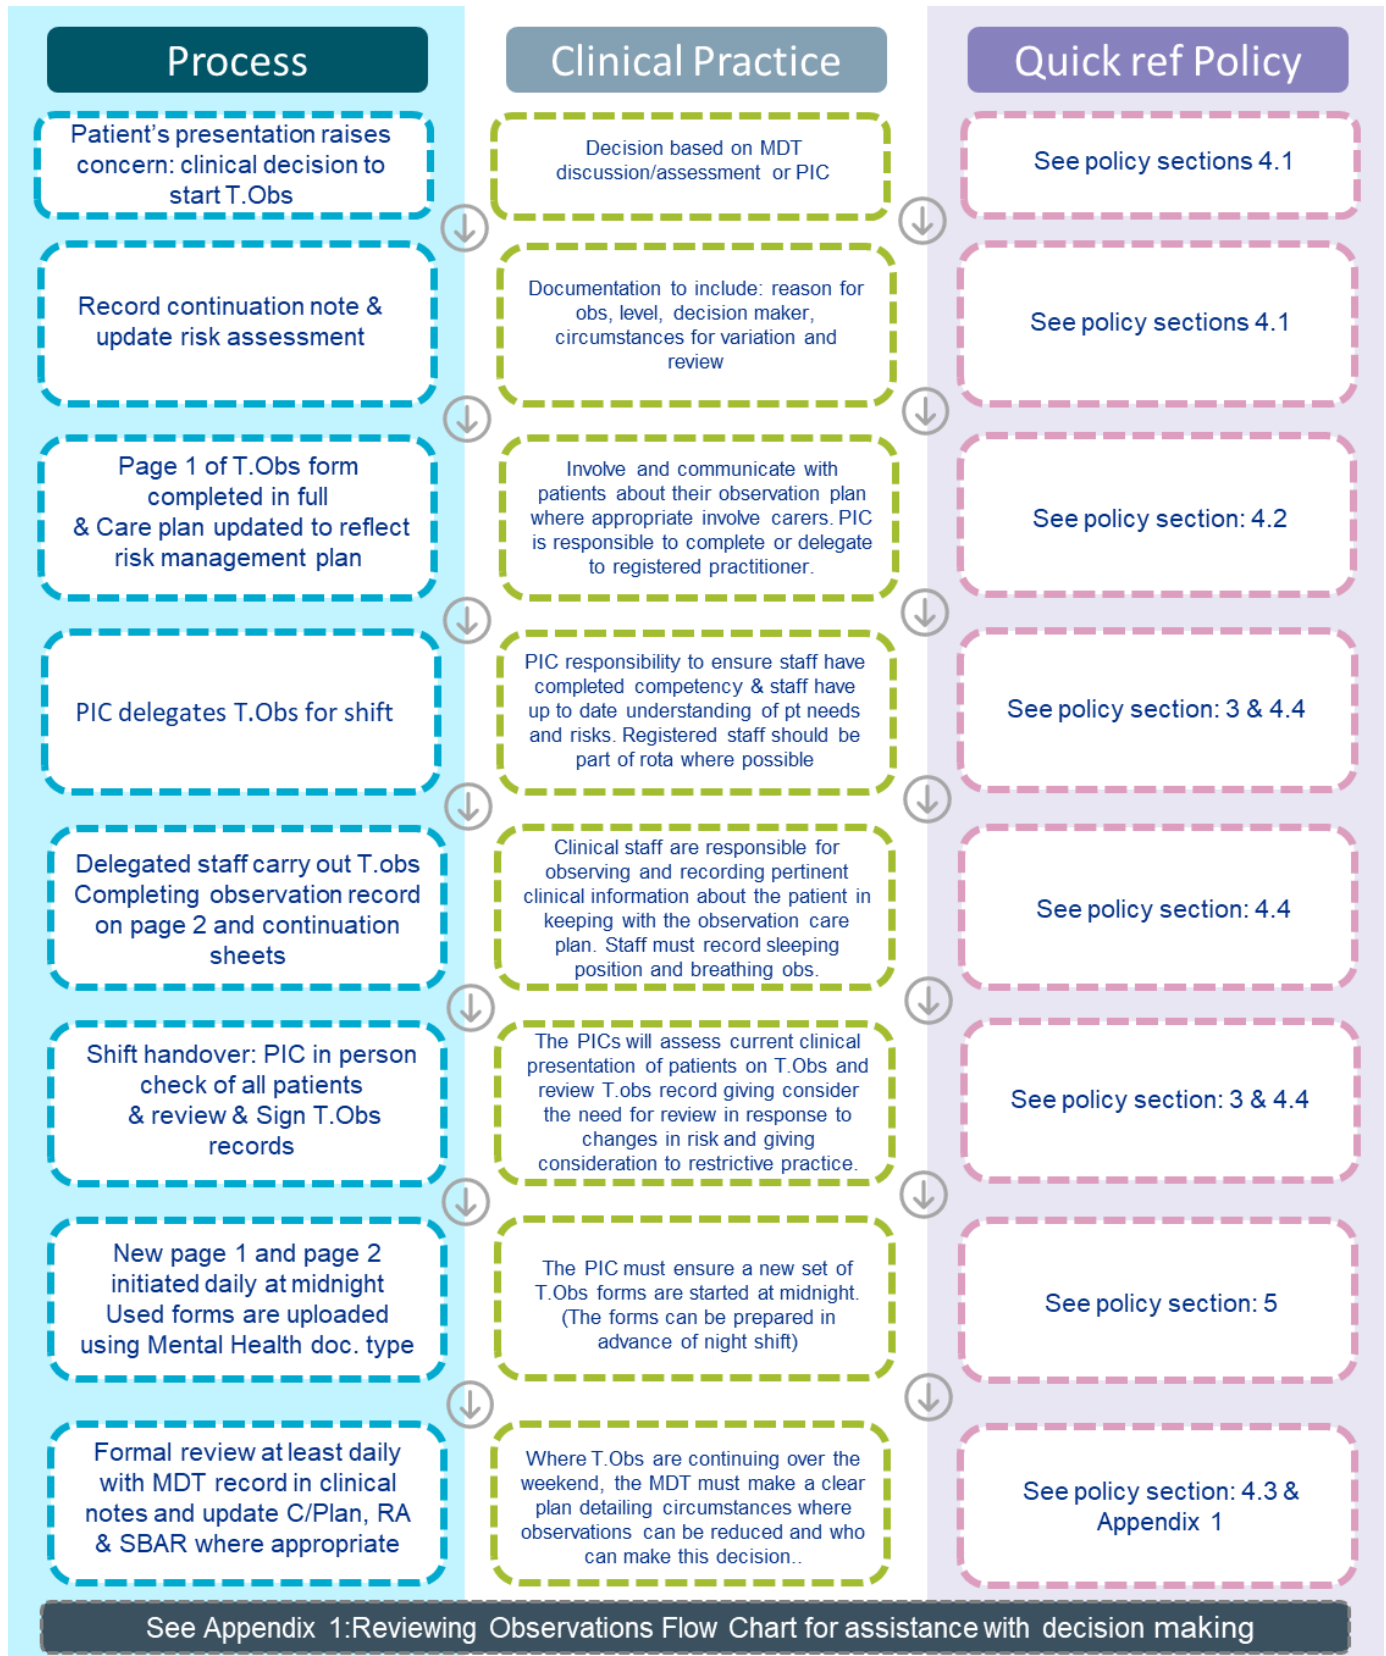 Process
Clinical Practice
Quick ref Policy
Patient's presentation raises
concern: clinical decision to
start T.Obs
Decision based on MDT
discussion/assessment or PIC
See policy sections 4.1
Record continuation note &
update risk assessment
Documentation to include: reason for
obs, level, decision maker,
circumstances for variation and
review
See policy sections 4.1
Page 1 of T.Obs form
completed in full
& Care plan updated to reflect
risk management plan
Involve and communicate with
patients about their observation plan
where appropriate involve carers. PIC
is responsible to complete or delegate
to registered practitioner.
See policy section: 4.2
PIC delegates T.Obs for shift
PIC responsibility to ensure staff have
completed competency & staff have
up to date understanding of pt needs
and risks. Registered staff should be
part of rota where possible
See policy section: 3 & 4.4
Delegated staff carry out T.obs
Completing observation record
on page 2 and continuation
sheets
Clinical staff are responsible for
observing and recording pertinent
clinical information about the patient in
keeping with the observation care
plan. Staff must record sleeping
position and breathing obs.
See policy section: 4.4
Shift handover: PIC in person
check of all patients
& review & Sign T.Obs
records
The PICs will assess current clinical
presentation of patients on T.Obs and
review T.obs record giving consider
the need for review in response to
changes in risk and giving
consideration to restrictive practice.
See policy section: 3 & 4.4
New page 1 and page 2
initiated daily at midnight
Used forms are uploaded
using Mental Health doc. type
The PIC must ensure a new set of
T.Obs forms are started at midnight.
(The forms can be prepared in
advance of night shift)
See policy section: 5
Formal review at least daily
with MDT record in clinical
notes and update C/Plan, RA
& SBAR where appropriate
Where T.Obs are continuing over the
weekend, the MDT must make a clear
plan detailing circumstances where
observations can be reduced and who
can make this decision..
See policy section: 4.3 &
Appendix 1
See Appendix 1:Reviewing Observations Flow Chart for assistance with decision making